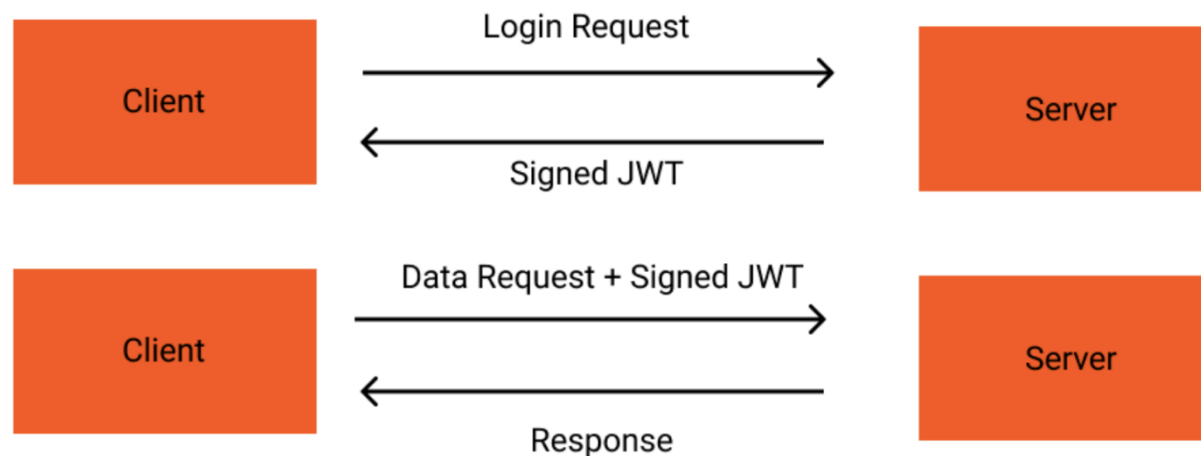 Login Request
Client
Server
Signed JWT
Data Request + Signed JWT
Client
Server
Response